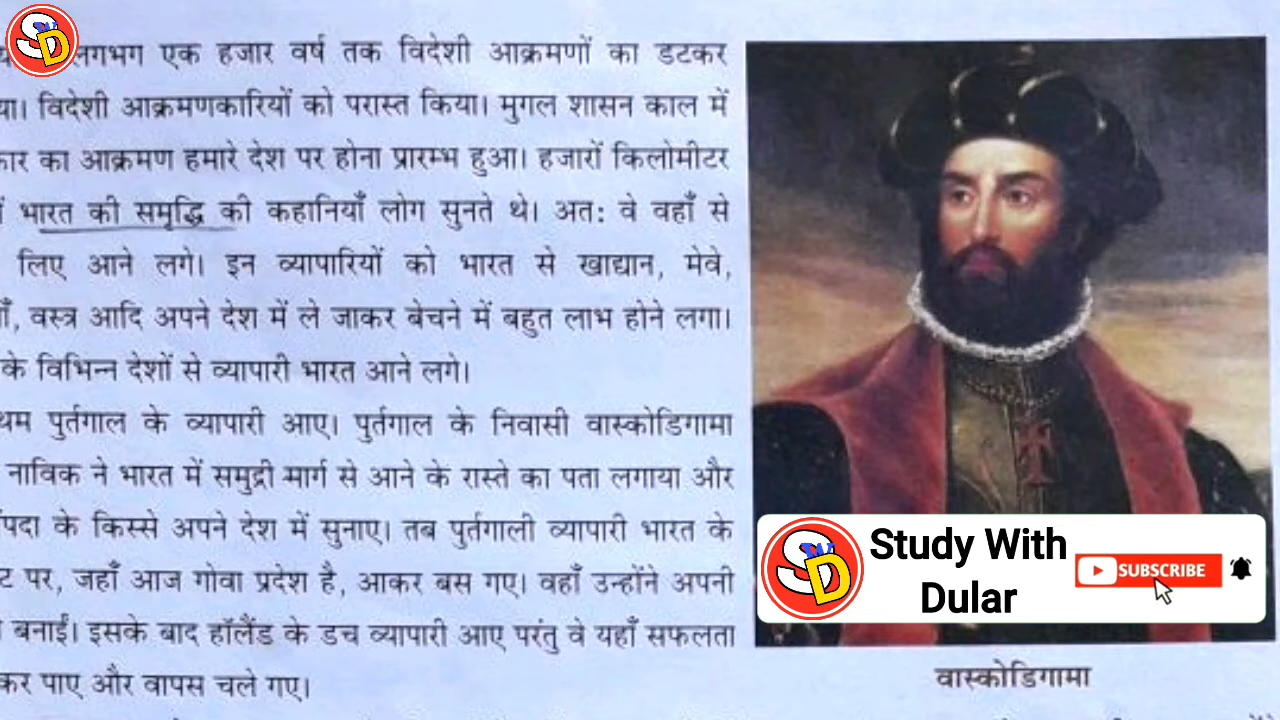 लगभग एक हजार वर्ष तक विदेशी आक्रमणों का डटकर
या। विदेशी आक्रमणकारियों को परास्त किया। मुगल शासन काल में
कार का आक्रमण हमारे देश पर होना प्रारम्भ हुआ। हजारों किलोमीटर
भारत की समृद्धि की कहानियाँ लोग सुनते थे। अतः वे वहाँ से
लिए आने लगे। इन व्यापारियों को भारत से खाद्यान, मेवे,
वस्त्र आदि अपने देश में ले जाकर बेचने में बहुत लाभ होने लगा।
के विभिन्न देशों से व्यापारी भारत आने लगे।
थम पुर्तगाल के व्यापारी आए। पुर्तगाल के निवासी वास्कोडिगामा
नाविक ने भारत में समुद्री मार्ग से आने के रास्ते का पता लगाया और
पदा के किस्से अपने देश में सुनाए। तब पुर्तगाली व्यापारी भारत के
ट पर, जहाँ आज गोवा प्रदेश है, आकर बस गए। वहाँ उन्होंने अपनी
बनाईं। इसके बाद हॉलैंड के डच व्यापारी आए परंतु वे यहाँ सफलता
कर पाए और वापस चले गए।
वास्कोडिगामा
SWD
SWD
Study With
Dular
SUBSCRIBE